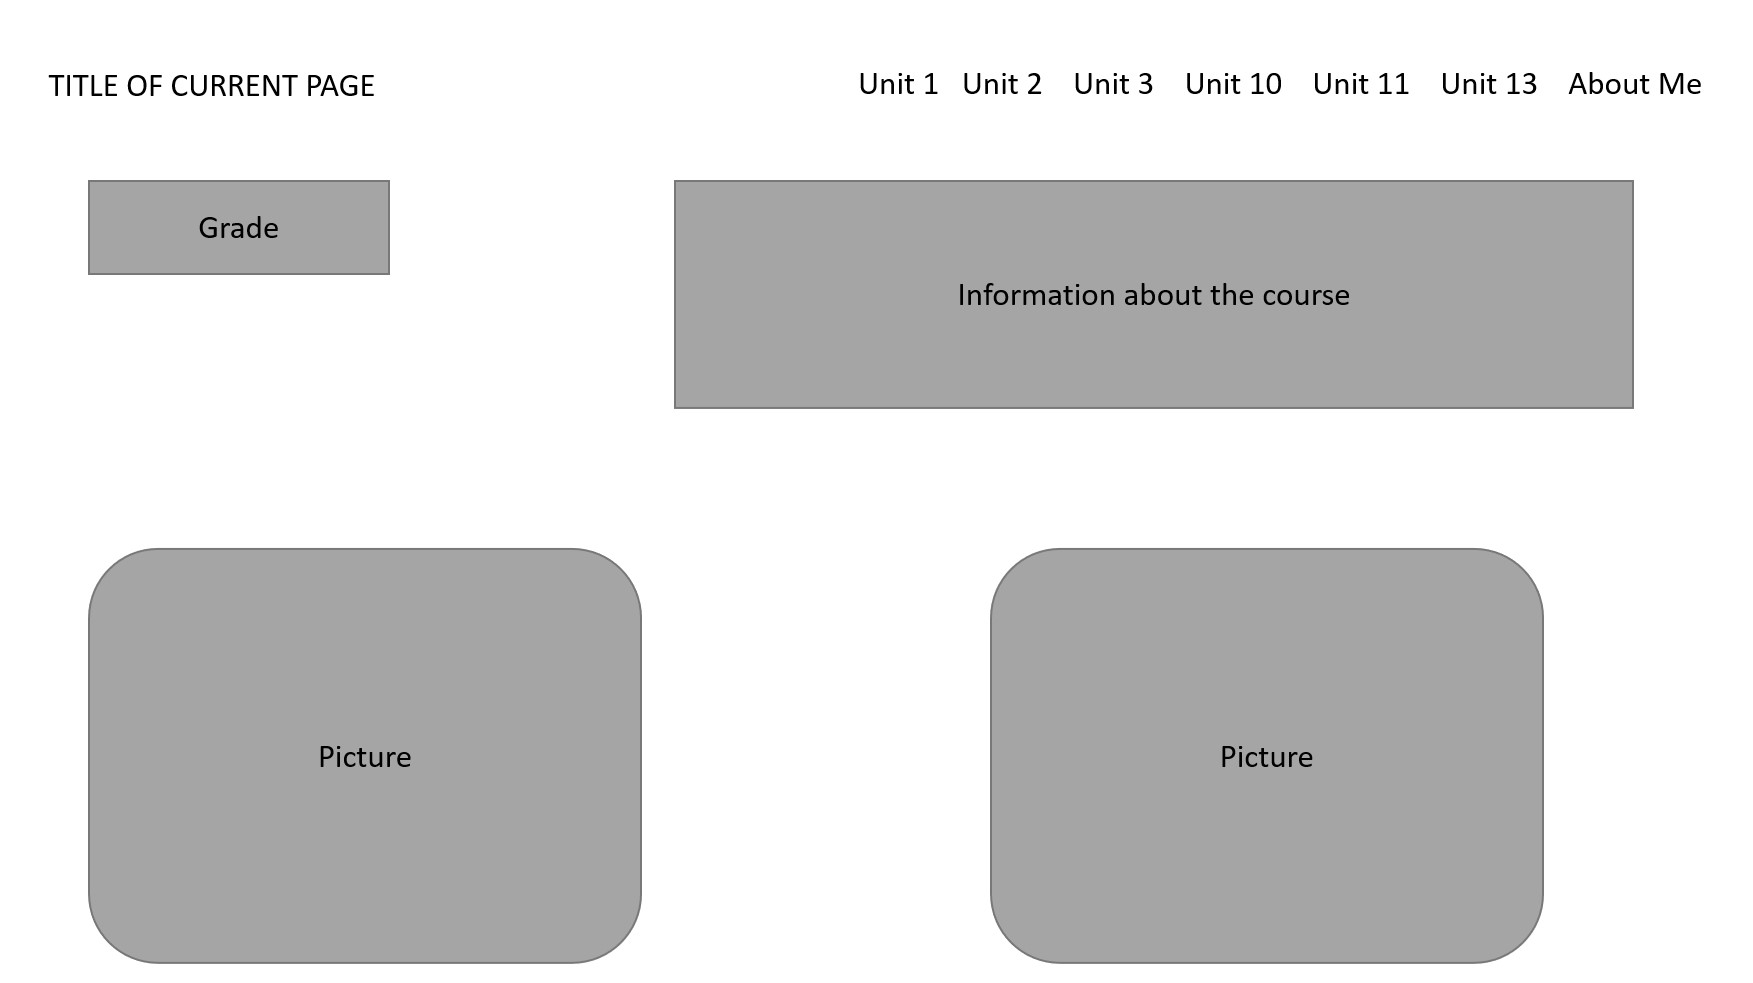 TITLE OF CURRENT PAGE
Unit 1 Unit 2 Unit 3 Unit 10 Unit 11 Unit 13 About Me
Grade
Information about the course
Picture
Picture